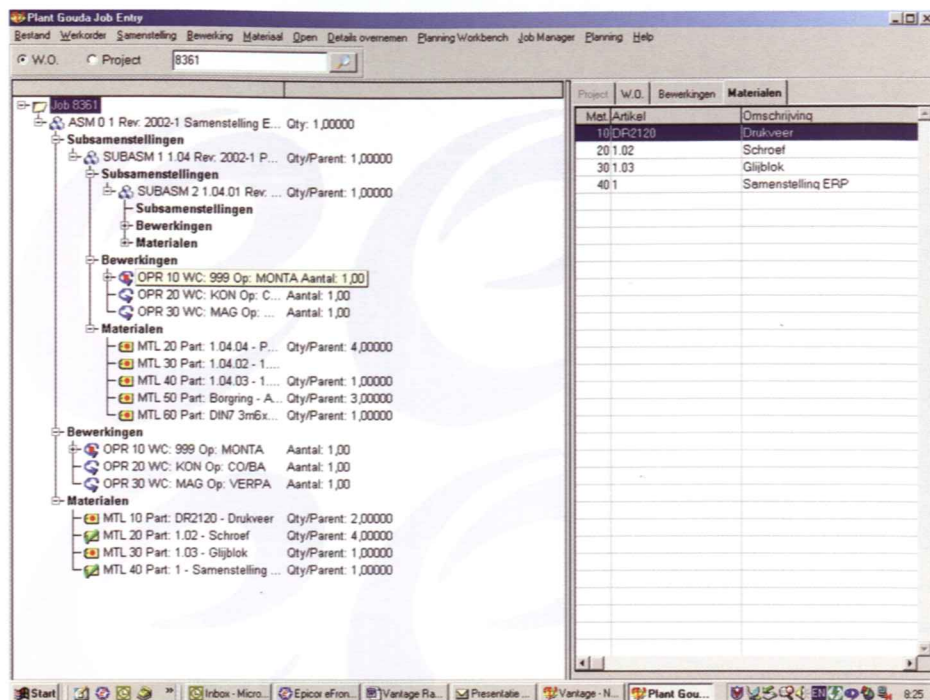 Plant Gouda Job Entry
Bestand Werkorder Samenstelling Bewerking Materiaal Open Details overnemen Planning Workbench Job Manager Planning Help
W.O. Project 8361
Job 8361
ASM 0 1 Rev: 2002-1 Samenstelling E... Qty: 1,00000
Subsamenstellingen
SUBASM 1 1.04 Rev: 2002-1 P... Qty/Parent: 1,00000
Subsamenstellingen
SUBASM 2 1.04.01 Rev: ... Qty/Parent: 1,00000
Subsamenstellingen
Bewerkingen
Materialen
Bewerkingen
OPR 10 WC: 999 Op: MONTA Aantal: 1,00
OPR 20 WC: KON Op: C... Aantal: 1,00
OPR 30 WC: MAG Op: ... Aantal: 1,00
Materialen
MTL 20 Part: 1.04.04 - P... Qty/Parent: 4,00000
MTL 30 Part: 1.04.02 - 1....
MTL 40 Part: 1.04.03 - 1.... Qty/Parent: 1,00000
MTL 50 Part: Borgring - A... Qty/Parent: 3,00000
MTL 60 Part: DIN7 3m6x... Qty/Parent: 1,00000
Bewerkingen
OPR 10 WC: 999 Op: MONTA Aantal: 1,00
OPR 20 WC: KON Op: CO/BA Aantal: 1,00
OPR 30 WC: MAG Op: VERPA Aantal: 1,00
Materialen
MTL 10 Part: DR2120 - Drukveer Qty/Parent: 2,00000
MTL 20 Part: 1.02 - Schroef Qty/Parent: 4,00000
MTL 30 Part: 1.03 - Glijblok Qty/Parent: 1,00000
MTL 40 Part: 1 - Samenstelling ... Qty/Parent: 1,00000
Project W.O. Bewerkingen Materialen
Mat. Artikel Omschrijving
10 DR2120 Drukveer
20 1.02 Schroef
30 1.03 Glijblok
40 1 Samenstelling ERP
Start » Inbox - Micro... Epicor eFron... Vantage Ra... Presentatie ... Vantage - N... Plant Gou... EN 8:25